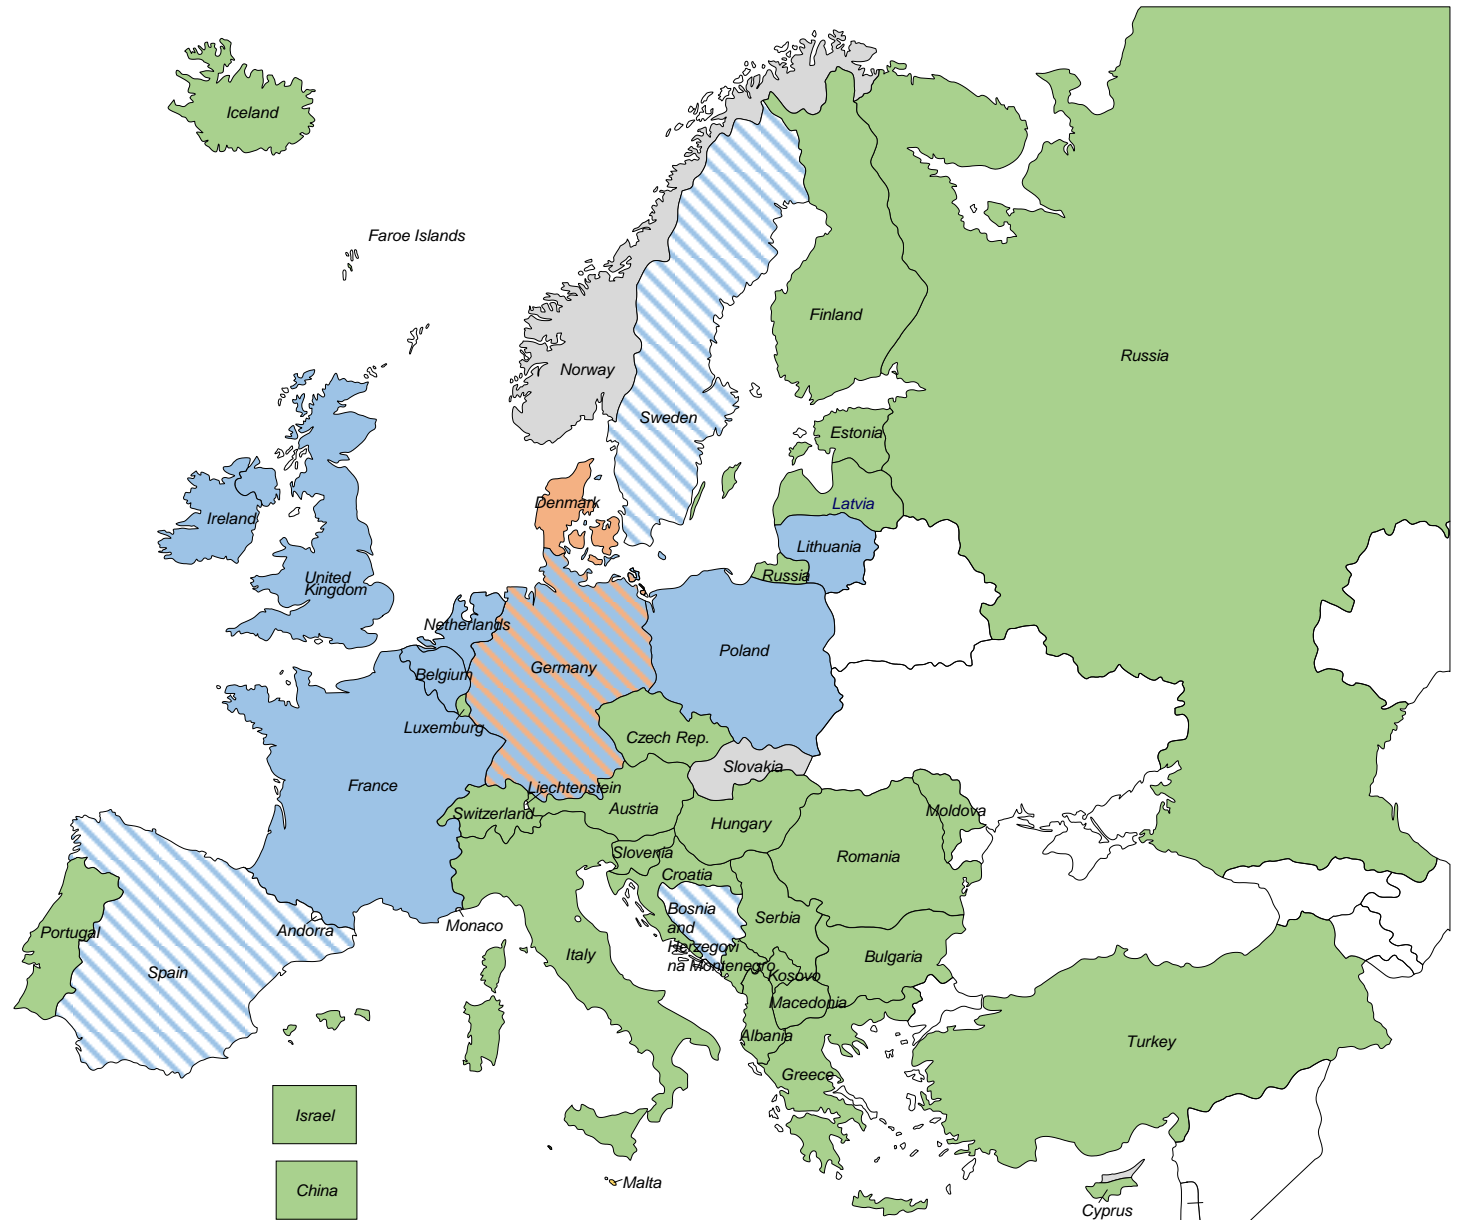 Iceland
Faroe Islands
Finland
Russia
Norway
Sweden
Estonia
Denmark
Latvia
Ireland
Lithuania
Russia
United
Kingdom
Netherlands
Poland
Germany
Belgium
Luxemburg
Czech Rep.
Slovakia
France
Liechtenstein
Switzerland
Austria
Moldova
Hungary
Slovenia
Romania
Croatia
Bosnia
and
Herzegovi
na Montenegro
Serbia
Monaco
Andorra
Portugal
Italy
Bulgaria
Spain
Kosovo
Macedonia
Albania
Turkey
Greece
Israel
Malta
China
Cyprus